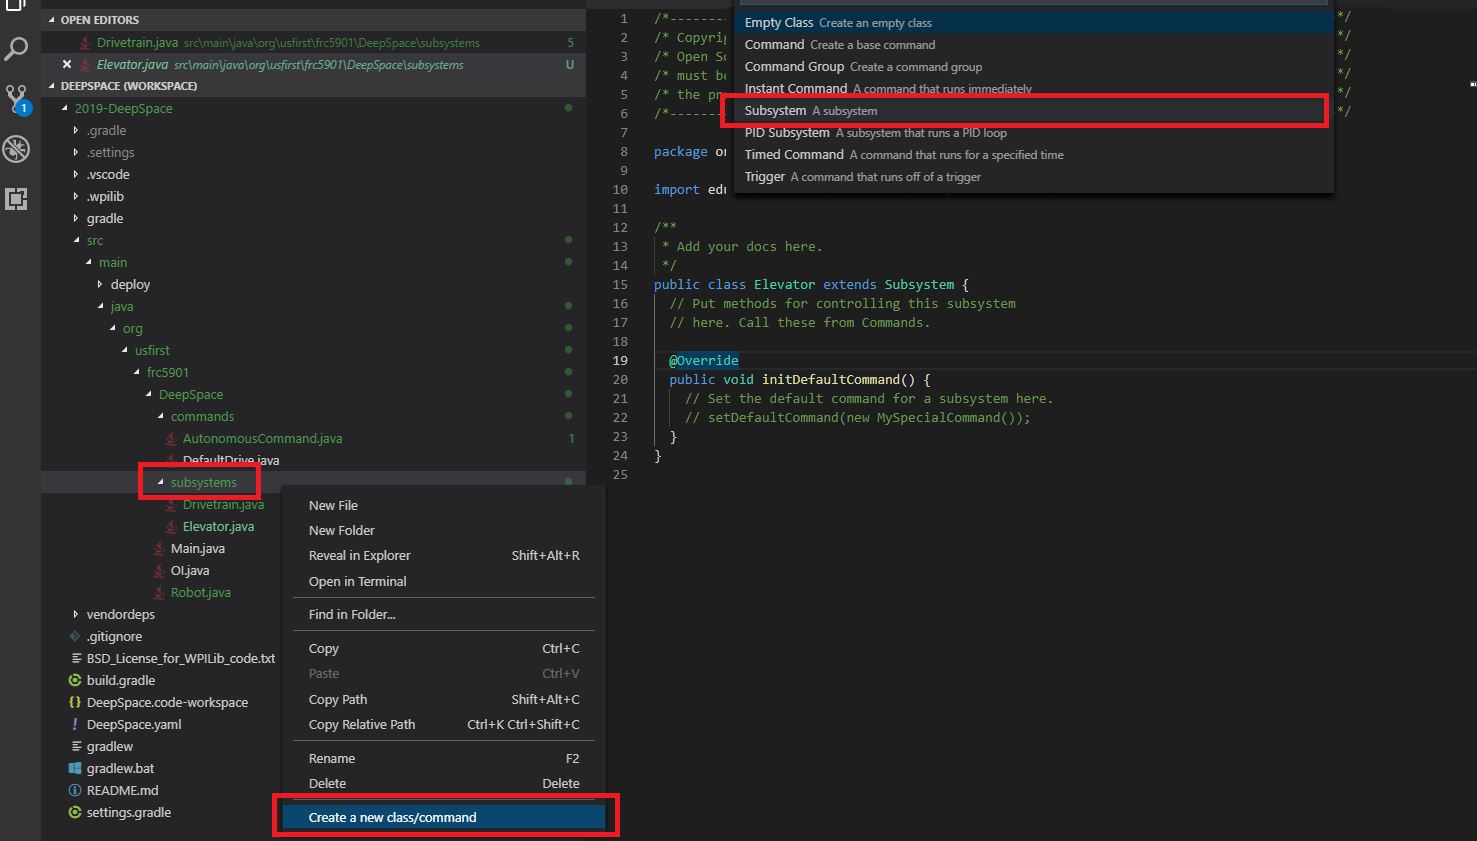 OPEN EDITORS
Drivetrain.java src\main\java\org\usfirst\frc5901\DeepSpace\subsystems 5
Elevator.java src\main\java\org\usfirst\frc5901\DeepSpace\subsystems U
DEEPSPACE (WORKSPACE)
1
2019-DeepSpace
.gradle
.settings
.vscode
.wpilib
gradle
src
main
deploy
java
org
usfirst
frc5901
DeepSpace
commands
AutonomousCommand.java 1
DefaultDrive.java
subsystems
Drivetrain.java
Elevator.java
Main.java
OI.java
Robot.java
vendordeps
.gitignore
BSD_License_for_WPILib_code.txt
build.gradle
DeepSpace.code-workspace
DeepSpace.yaml
gradlew
gradlew.bat
README.md
settings.gradle
New File
New Folder
Reveal in Explorer Shift+Alt+R
Open in Terminal
Find in Folder...
Copy Ctrl+C
Paste Ctrl+V
Copy Path Shift+Alt+C
Copy Relative Path Ctrl+K Ctrl+Shift+C
Rename F2
Delete Delete
Create a new class/command
Empty Class Create an empty class
Command Create a base command
Command Group Create a command group
Instant Command A command that runs immediately
Subsystem A subsystem
PID Subsystem A subsystem that runs a PID loop
Timed Command A command that runs for a specified time
Trigger A command that runs off of a trigger
1 /*------- */
2 /* Copyrig */
3 /* Open So */
4 /* must be */
5 /* the pr */
6 /*------- */
7
8 package or
9
10 import edu
11
12 /**
13 * Add your docs here.
14 */
15 public class Elevator extends Subsystem {
16 // Put methods for controlling this subsystem
17 // here. Call these from Commands.
18
19 @Override
20 public void initDefaultCommand() {
21 // Set the default command for a subsystem here.
22 // setDefaultCommand(new MySpecialCommand());
23 }
24 }
25